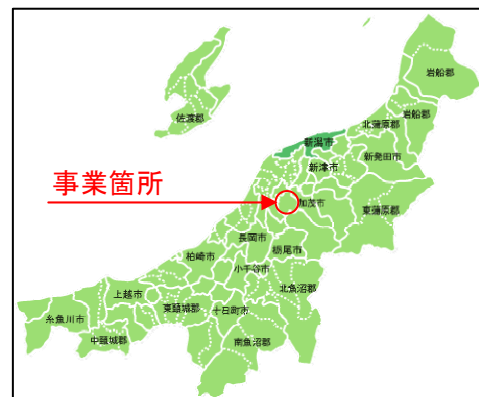 岩船郡
佐渡郡
岩船郡
北蒲原郡
新潟市
新発田市
新津市
事業箇所
加茂市
東蒲原郡
長岡市
栃尾市
柏崎市
小千谷市
北魚沼郡
上越市
東頸城郡
十日町市
糸魚川市
中頸城郡
南魚沼郡